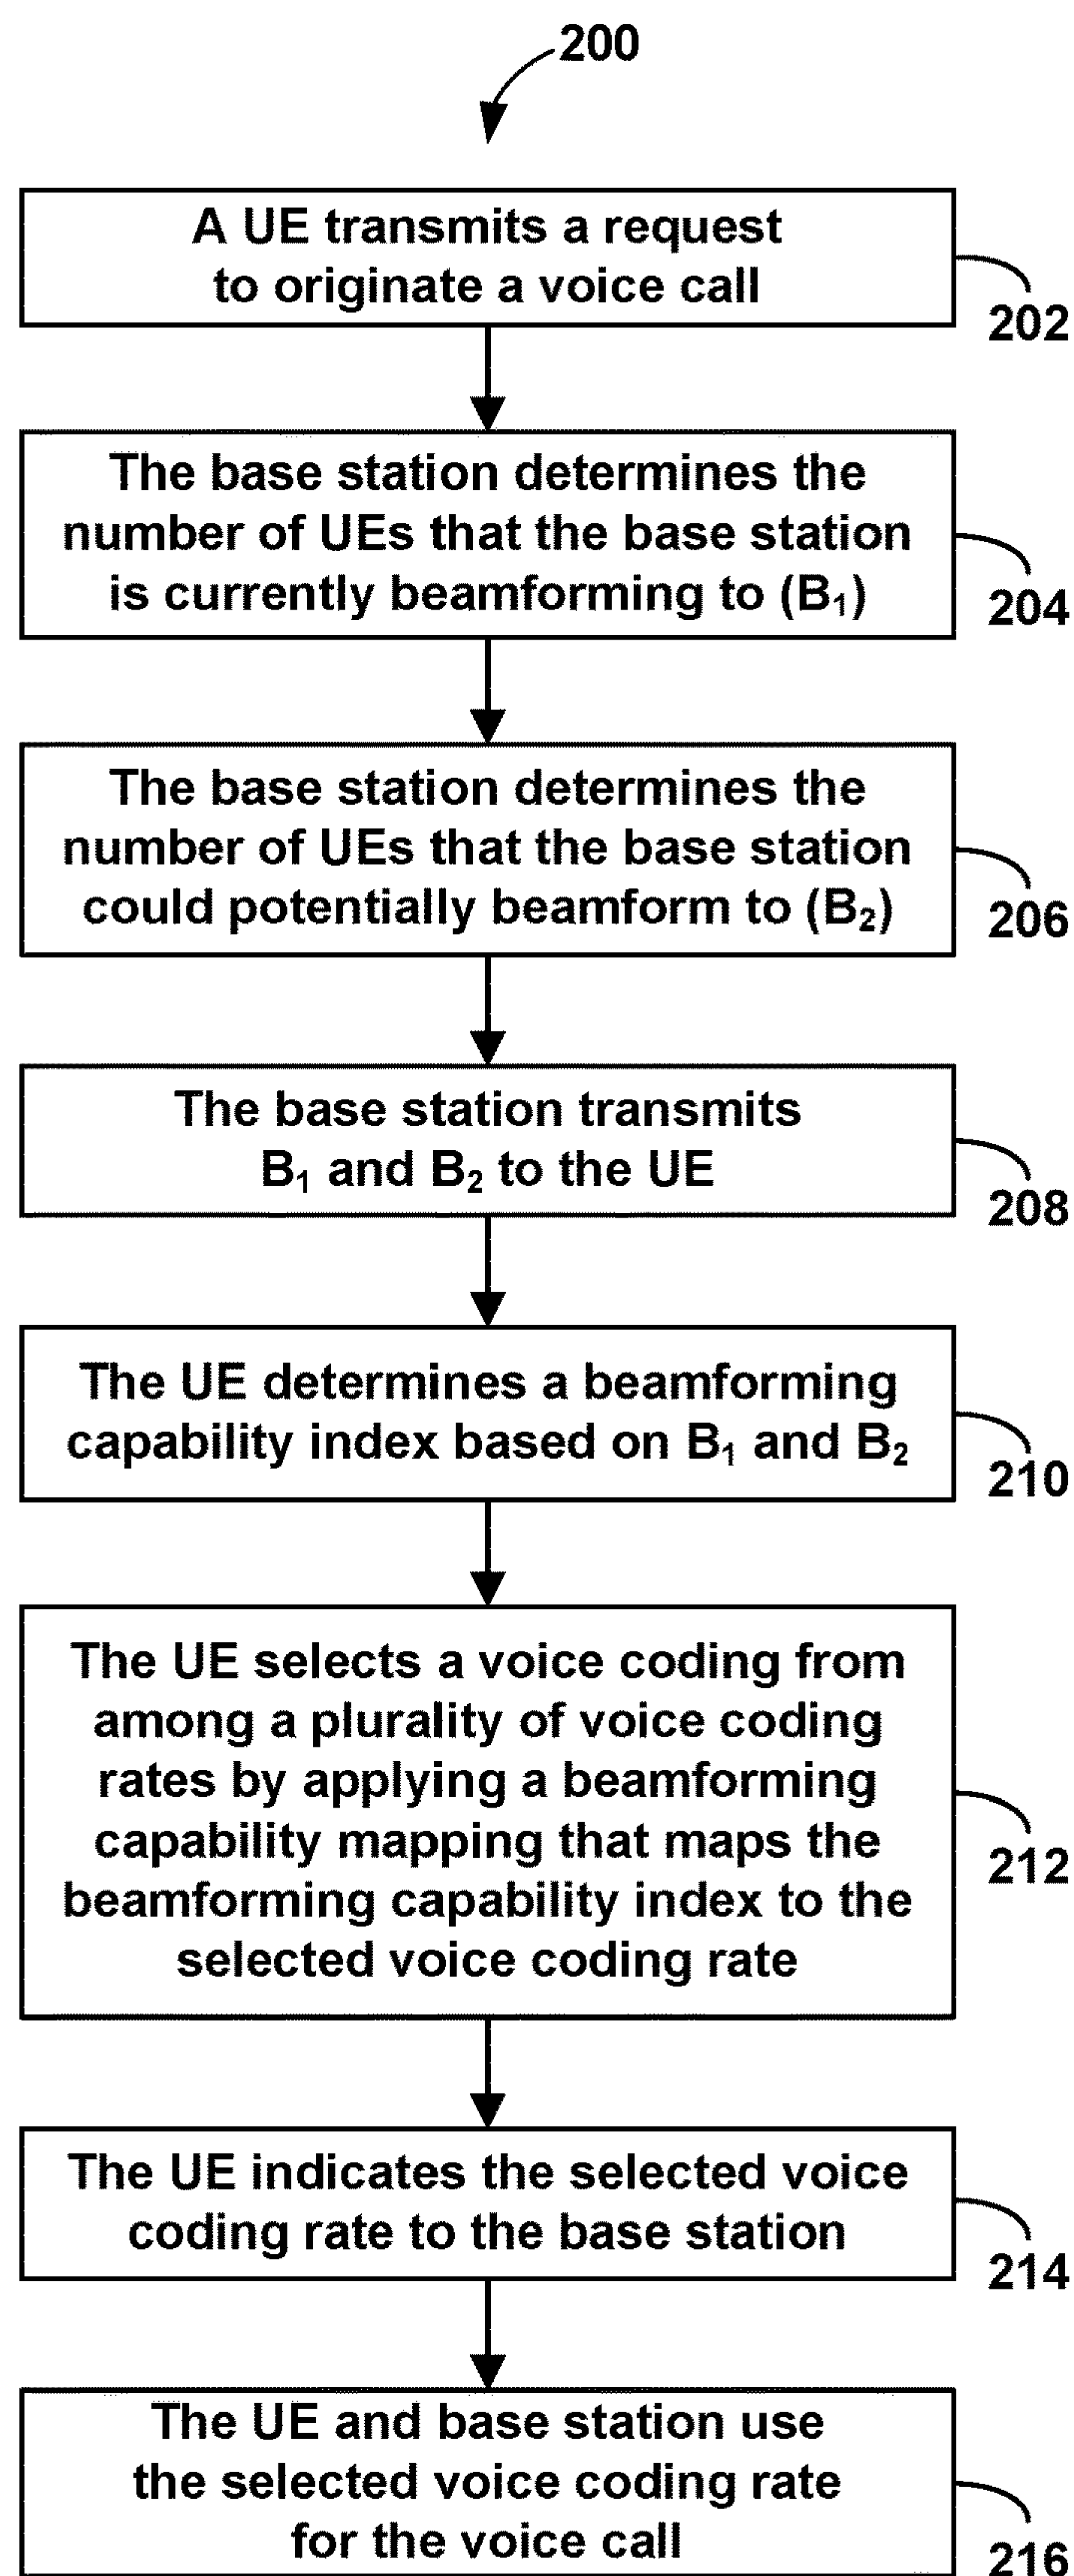 200
A UE transmits a request
to originate a voice call
202
The base station determines the
number of UEs that the base station
is currently beamforming to (B₁)
204
The base station determines the
number of UEs that the base station
could potentially beamform to (B₂)
206
The base station transmits
B₁ and B₂ to the UE
208
The UE determines a beamforming
capability index based on B₁ and B₂
210
The UE selects a voice coding from
among a plurality of voice coding
rates by applying a beamforming
capability mapping that maps the
beamforming capability index to the
selected voice coding rate
212
The UE indicates the selected voice
coding rate to the base station
214
The UE and base station use
the selected voice coding rate
for the voice call
216